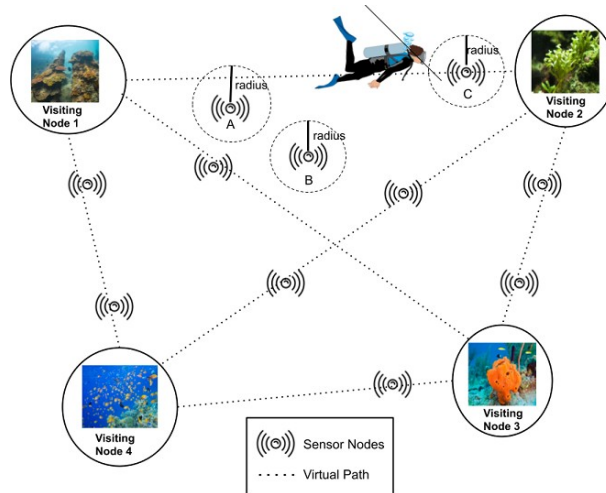 radius
A
radius
B
radius
C
Visiting
Node 1
Visiting
Node 2
Visiting
Node 4
Visiting
Node 3
Sensor Nodes
Virtual Path